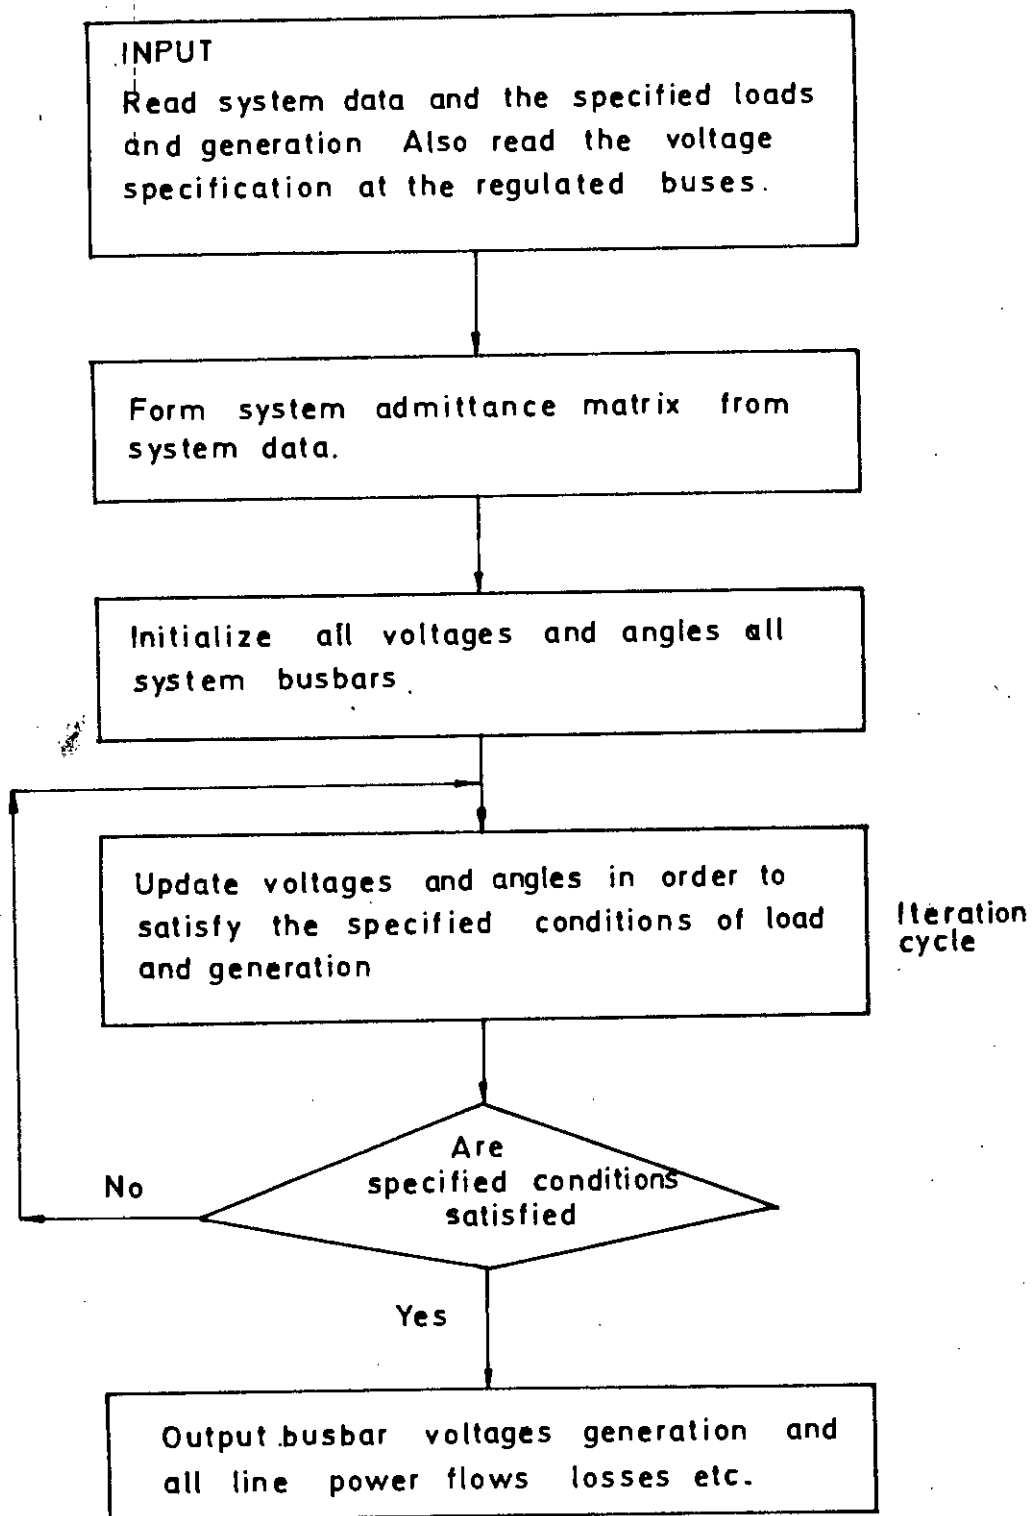 INPUT
Read system data and the specified loads
and generation Also read the voltage
specification at the regulated buses.
Form system admittance matrix from
system data.
Initialize all voltages and angles all
system busbars.
Update voltages and angles in order to
satisfy the specified conditions of load
and generation
Iteration
cycle
Are
specified conditions
satisfied
No
Yes
Output busbar voltages generation and
all line power flows losses etc.